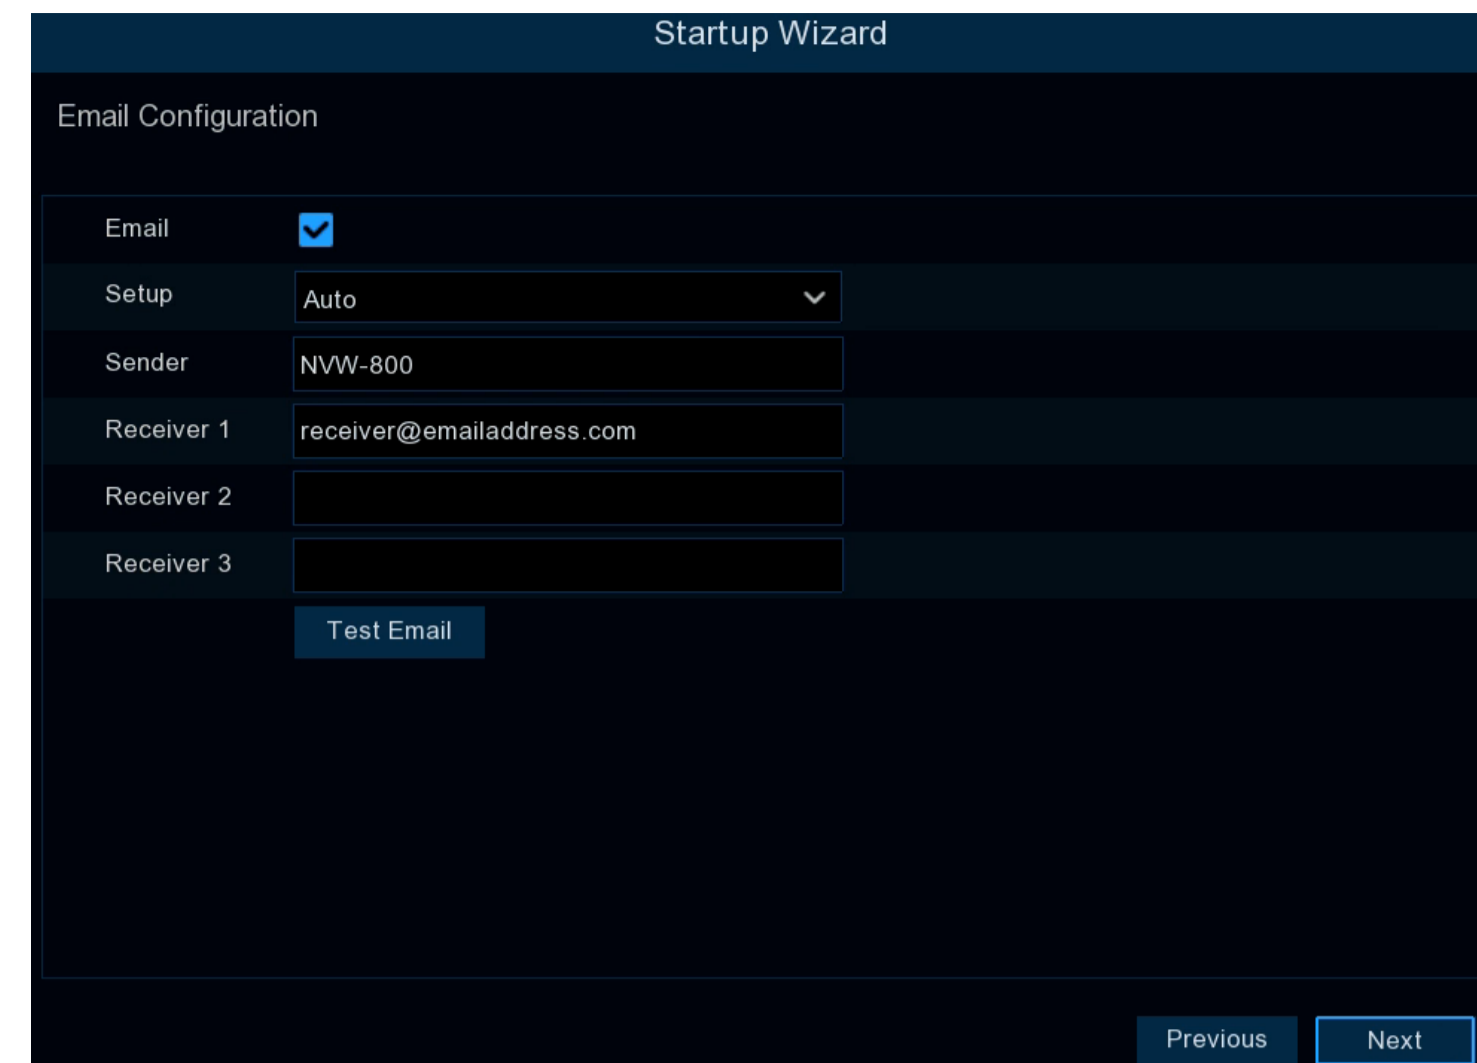 Startup Wizard
Email Configuration
Email
Setup Auto
Sender NVW-800
Receiver 1 receiver@emailaddress.com
Receiver 2
Receiver 3
Test Email
Previous Next